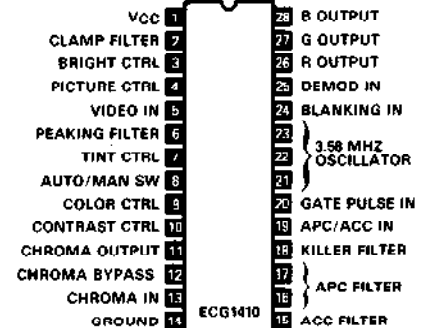 VCC 1 28 B OUTPUT
CLAMP FILTER 2 27 G OUTPUT
BRIGHT CTRL 3 26 R OUTPUT
PICTURE CTRL 4 25 DEMOD IN
VIDEO IN 5 24 BLANKING IN
PEAKING FILTER 6 23
TINT CTRL 7 22 3.58 MHZ OSCILLATOR
AUTO/MAN SW 8 21
COLOR CTRL 9 20 GATE PULSE IN
CONTRAST CTRL 10 19 APC/ACC IN
CHROMA OUTPUT 11 18 KILLER FILTER
CHROMA BYPASS 12 17
CHROMA IN 13 16 APC FILTER
GROUND 14 ECG1410 15 ACC FILTER